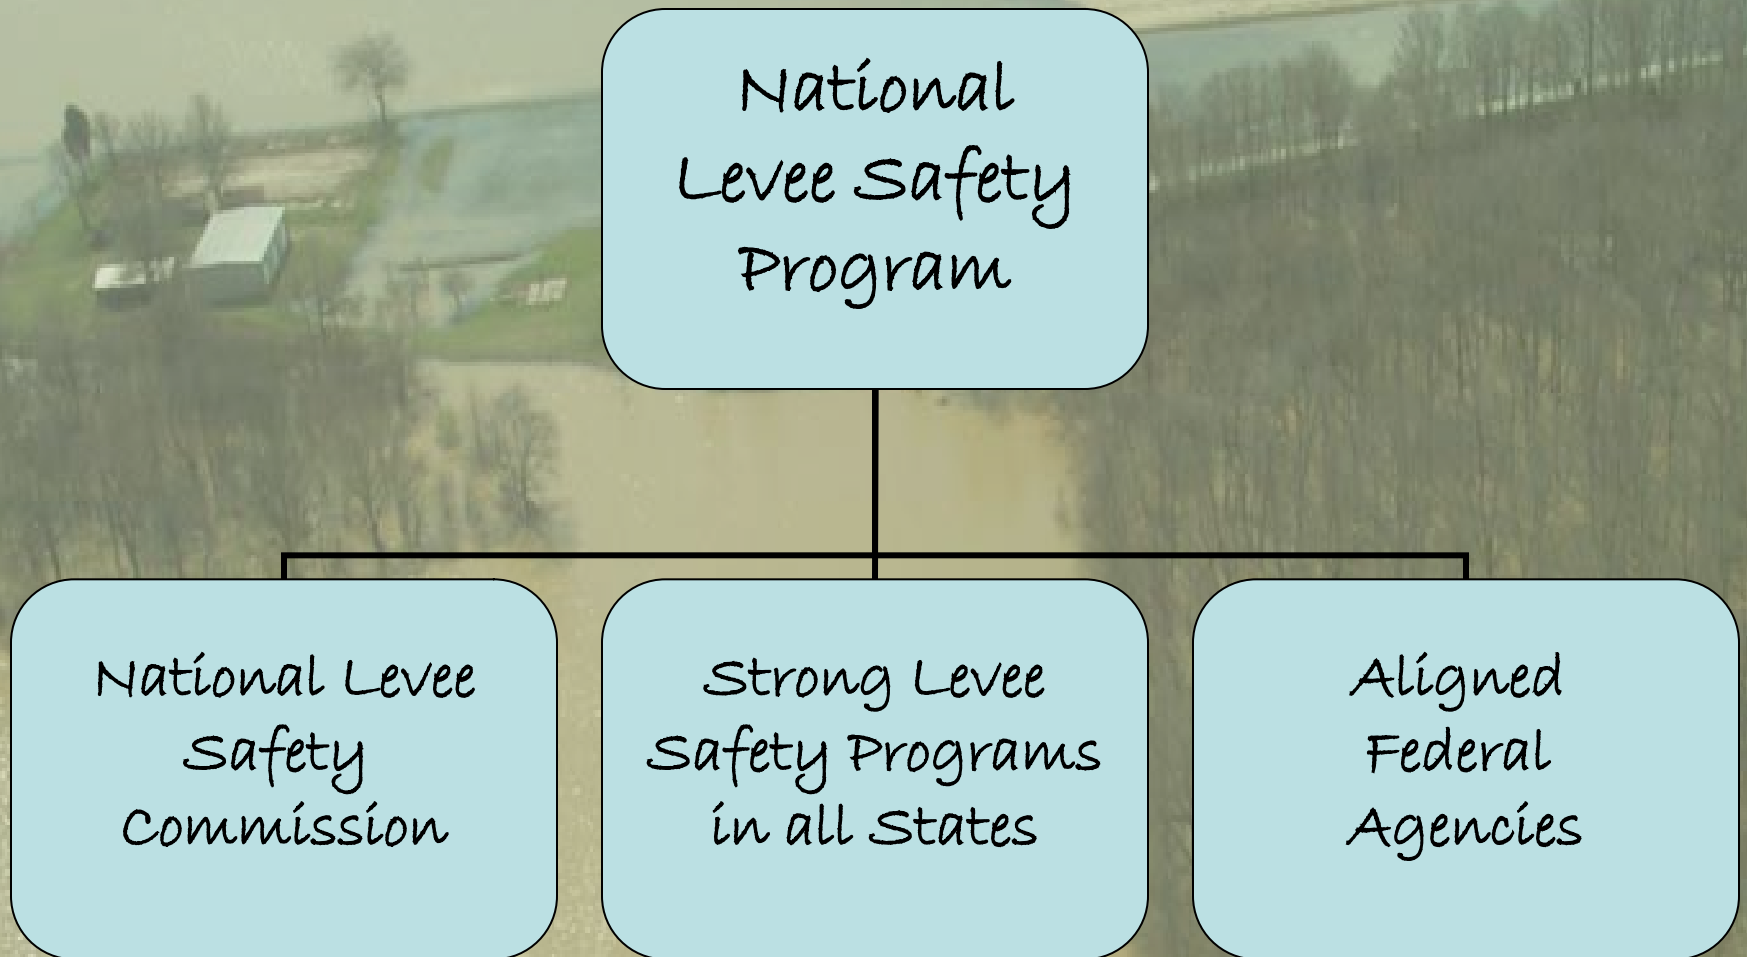 National
Levee Safety
Program
National Levee
Safety
Commission
Strong Levee
Safety Programs
in all States
Aligned
Federal
Agencies